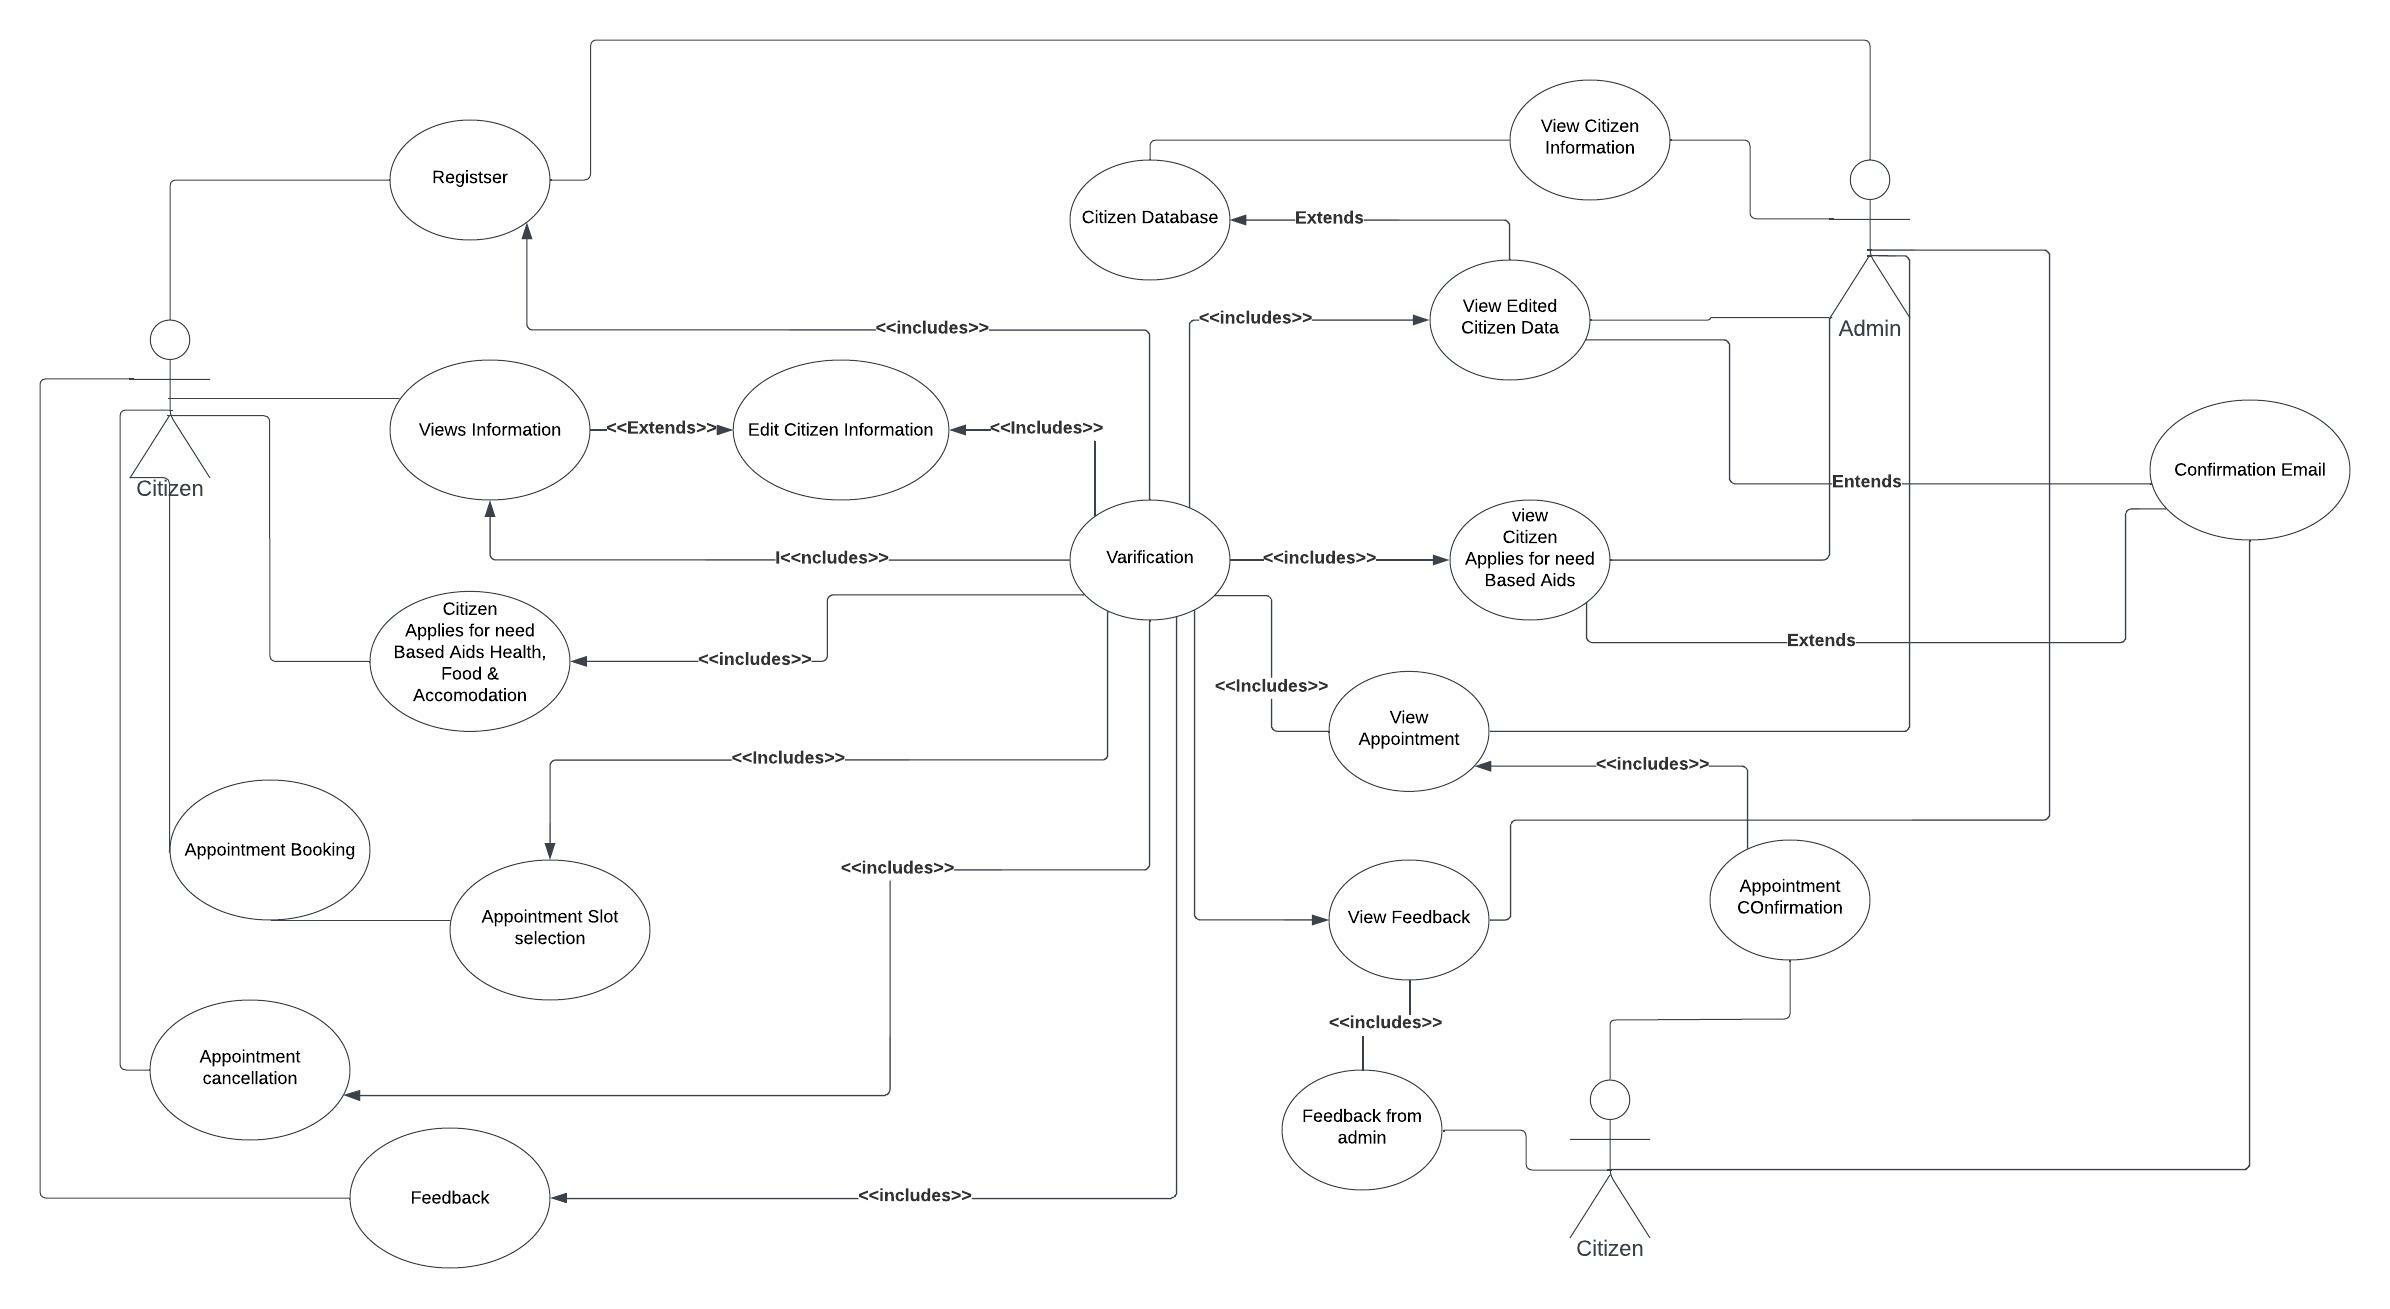 View Citizen
Information
Registser
Citizen Database
Extends
View Edited
Citizen Data
<<includes>>
<<includes>>
Admin
Views Information
<<Extends>>
Edit Citizen Information
<<Includes>>
Confirmation Email
Entends
Citizen
I<<ncludes>>
Varification
<<includes>>
view
Citizen
Applies for need
Based Aids
Citizen
Applies for need
Based Aids Health,
Food &
Accomodation
<<includes>>
Extends
<<Includes>>
View
Appointment
<<Includes>>
<<includes>>
Appointment Booking
<<includes>>
Appointment Slot
selection
View Feedback
Appointment
COnfirmation
<<includes>>
Appointment
cancellation
Feedback from
admin
Feedback
<<includes>>
Citizen